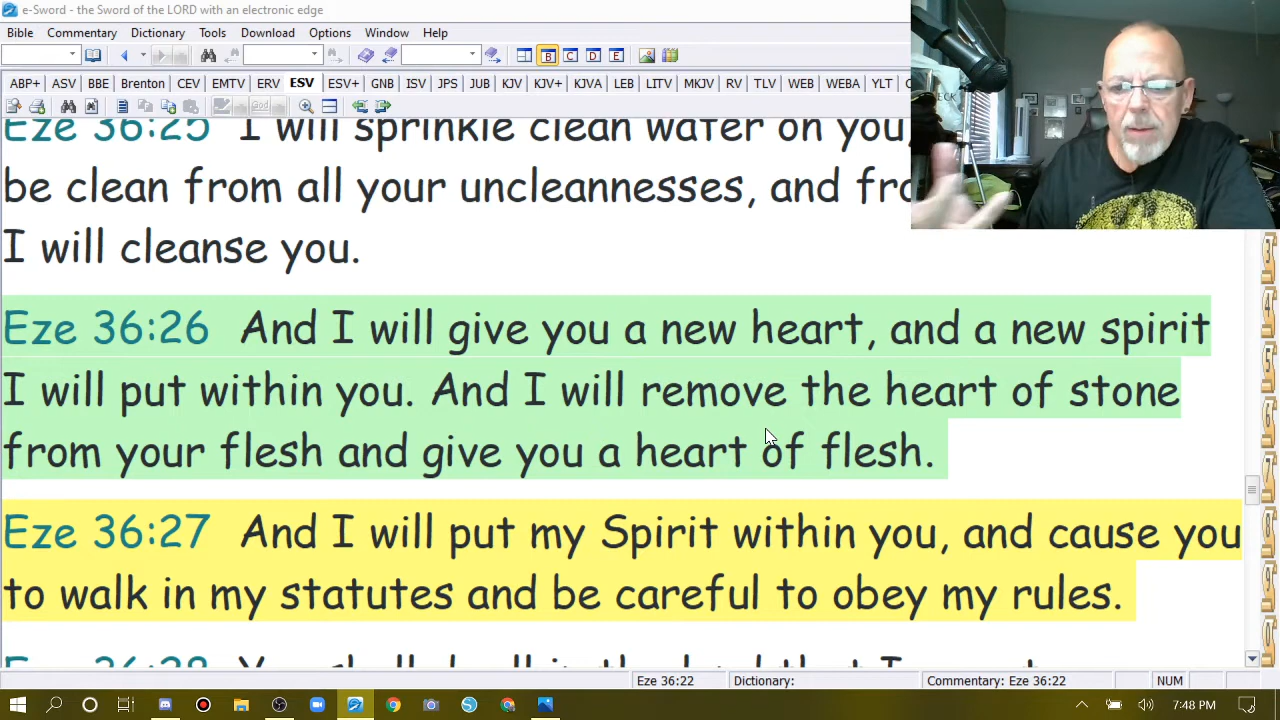 e-Sword - the Sword of the LORD with an electronic edge
Bible Commentary Dictionary Tools Download Options Window Help
B C D E
ABP+ ASV BBE Brenton CEV EMTV ERV ESV ESV+ GNB ISV JPS JUB KJV KJV+ KJVA LEB LITV MKJV RV TLV WEB WEBA YLT
Eze 36:25 I will sprinkle clean water on you,
be clean from all your uncleannesses, and
I will cleanse you.
Eze 36:26 And I will give you a new heart, and a new spirit
I will put within you. And I will remove the heart of stone
from your flesh and give you a heart of flesh.
Eze 36:27 And I will put my Spirit within you, and cause you
to walk in my statutes and be careful to obey my rules.
Eze 36:28
Eze 36:22 Dictionary: Commentary: Eze 36:22 NUM
7:48 PM